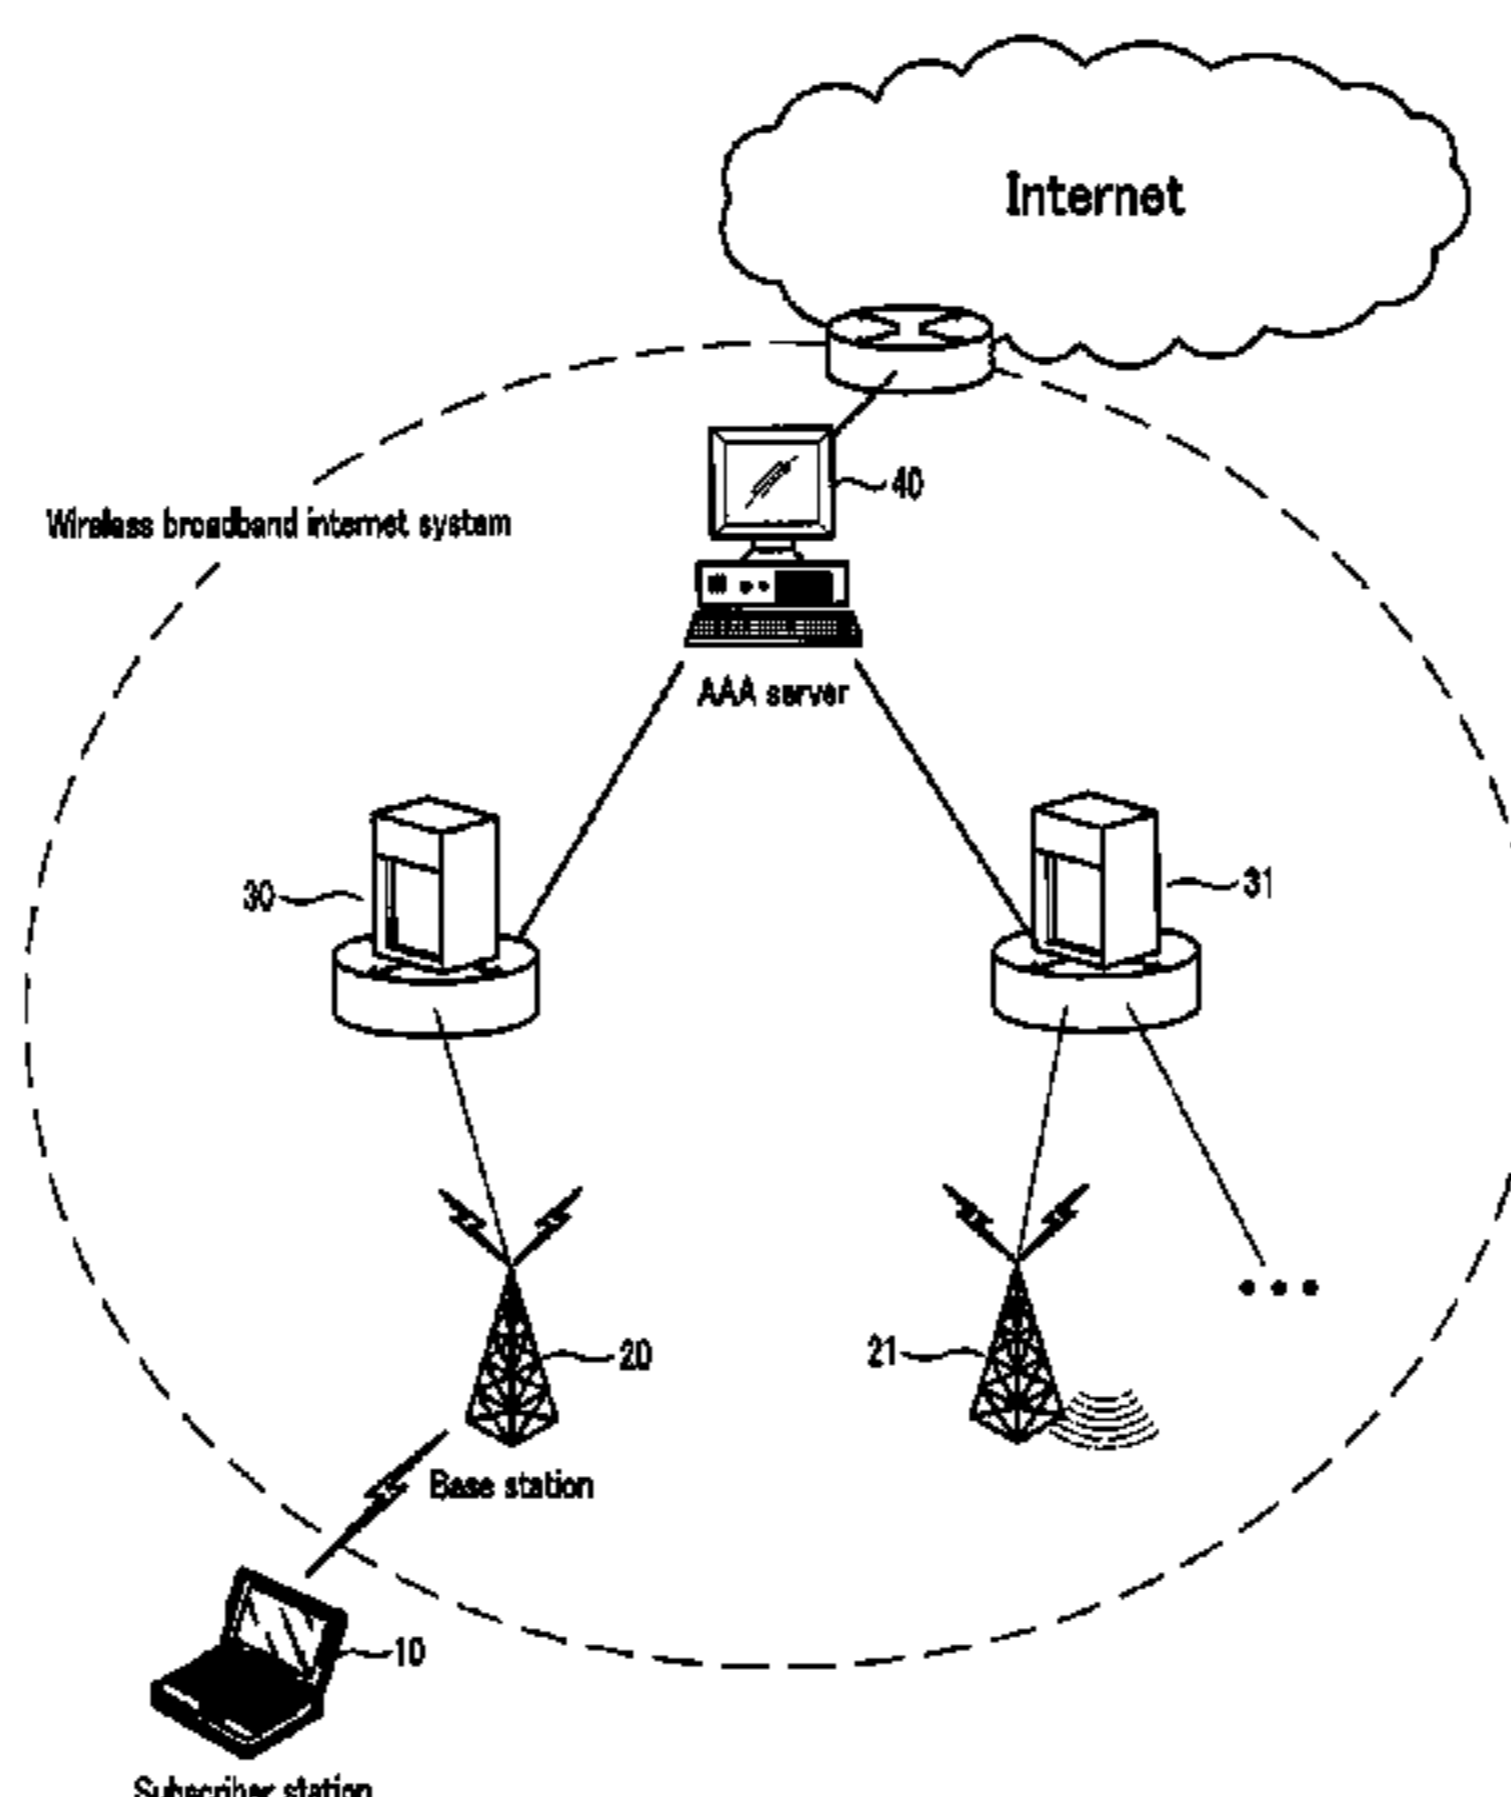 Internet
40
Wireless broadband internet system
AAA server
30
31
20
21
Base station
10
Subscriber station